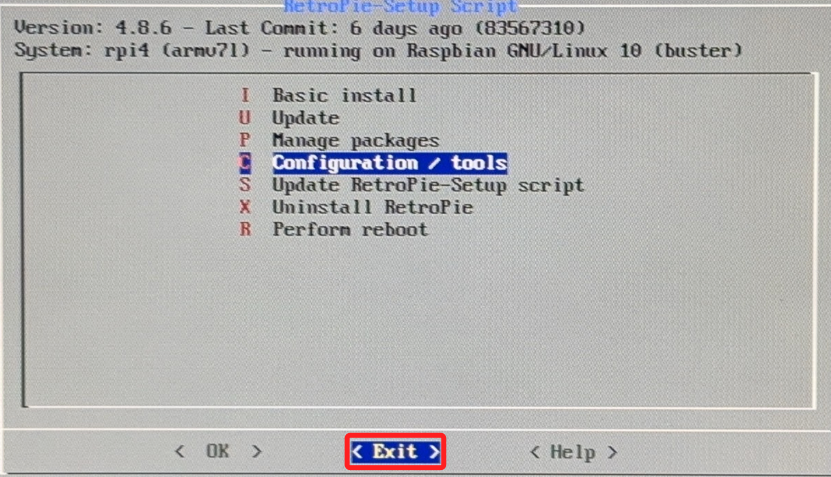 RetroPie-Setup Script
Version: 4.8.6 - Last Commit: 6 days ago (83567310)
System: rpi4 (armv7l) - running on Raspbian GNU/Linux 10 (buster)
I Basic install
U Update
P Manage packages
C Configuration / tools
S Update RetroPie-Setup script
X Uninstall RetroPie
R Perform reboot
< OK > < Exit > < Help >